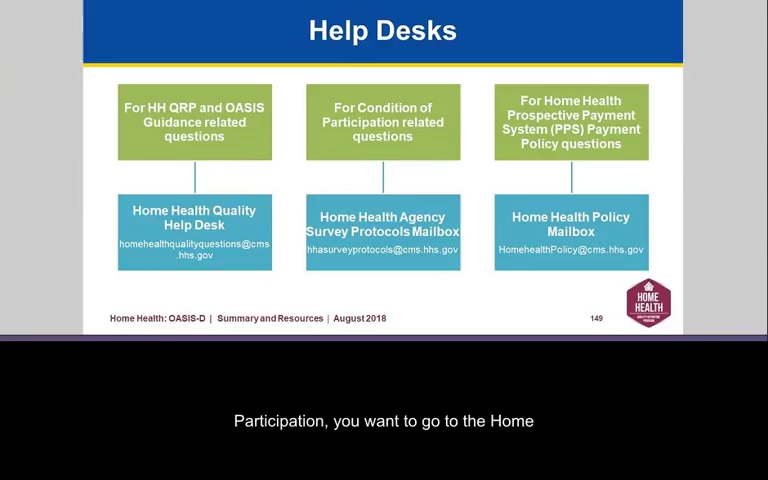 Help Desks
For HH QRP and OASIS
Guidance related
questions
For Condition of
Participation related
questions
For Home Health
Prospective Payment
System (PPS) Payment
Policy questions
Home Health Quality
Help Desk
homehealthqualityquestions@cms
.hhs.gov
Home Health Agency
Survey Protocols Mailbox
hhasurveyprotocols@cms.hhs.gov
Home Health Policy
Mailbox
HomehealthPolicy@cms.hhs.gov
Home Health: OASIS-D | Summary and Resources | August 2018
149
HOME
HEALTH
QUALITY REPORTING
PROGRAM
Participation, you want to go to the Home